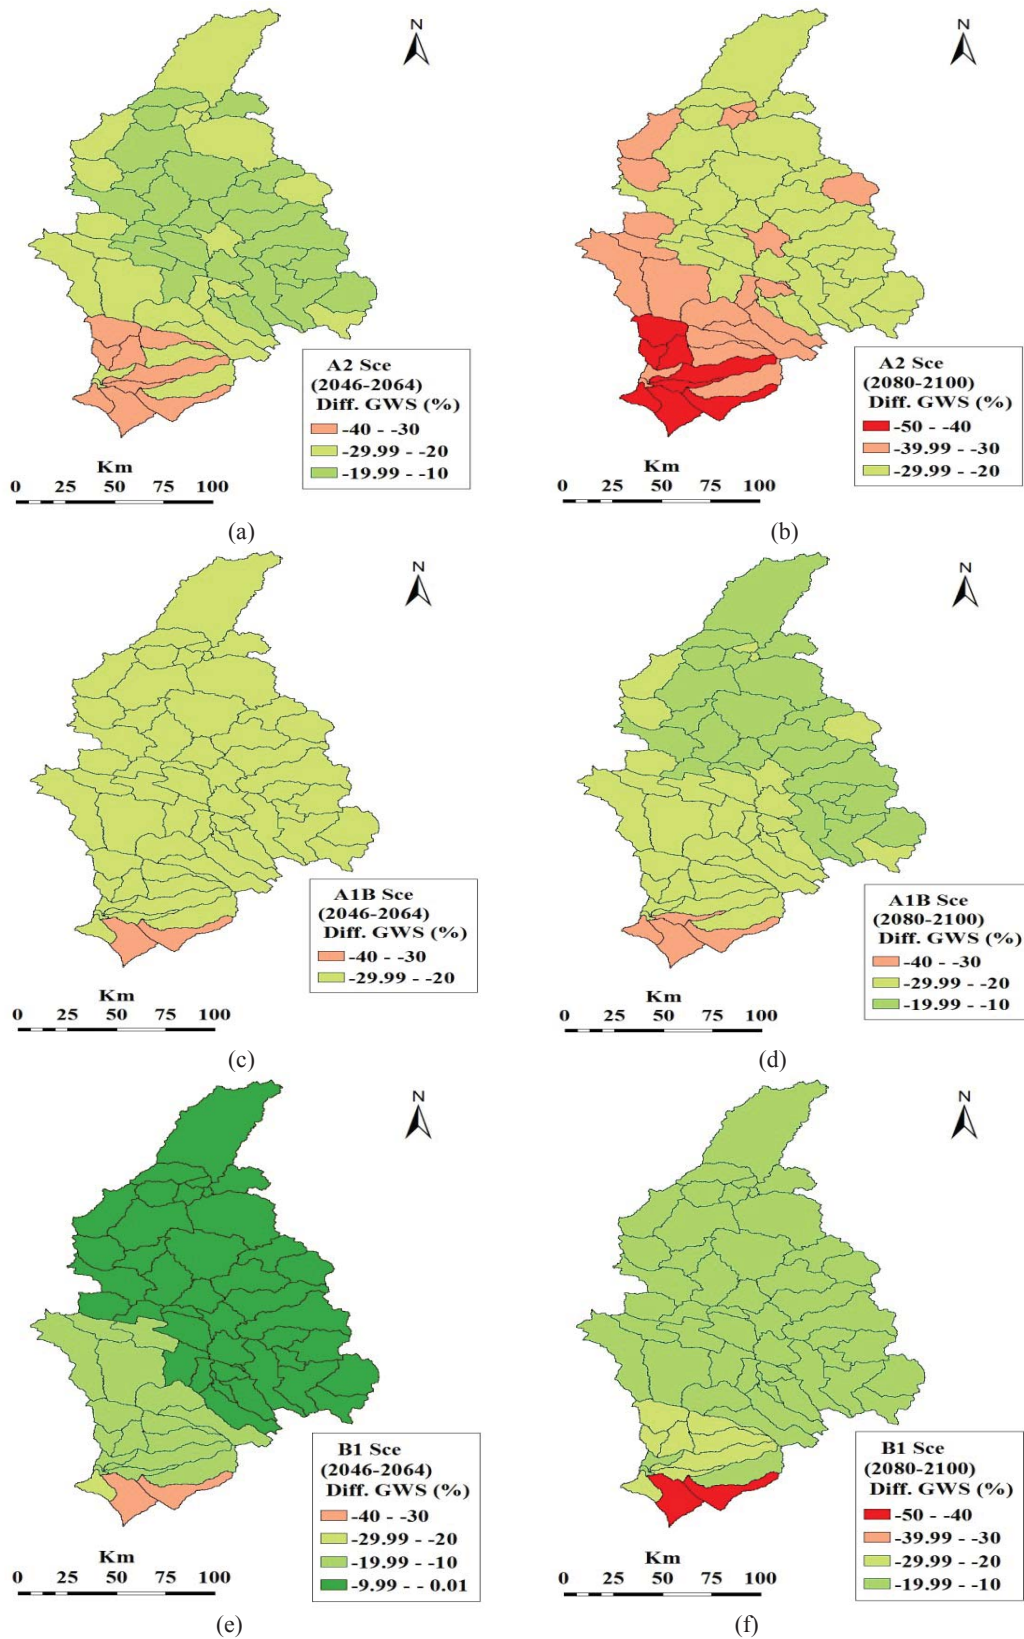 N
A2 Sce
(2046-2064)
Diff. GWS (%)
-40 - -30
-29.99 - -20
-19.99 - -10
Km
0 25 50 75 100
(a)
N
A2 Sce
(2080-2100)
Diff. GWS (%)
-50 - -40
-39.99 - -30
-29.99 - -20
Km
0 25 50 75 100
(b)
N
A1B Sce
(2046-2064)
Diff. GWS (%)
-40 - -30
-29.99 - -20
Km
0 25 50 75 100
(c)
N
A1B Sce
(2080-2100)
Diff. GWS (%)
-40 - -30
-29.99 - -20
-19.99 - -10
Km
0 25 50 75 100
(d)
N
B1 Sce
(2046-2064)
Diff. GWS (%)
-40 - -30
-29.99 - -20
-19.99 - -10
-9.99 - - 0.01
Km
0 25 50 75 100
(e)
N
B1 Sce
(2080-2100)
Diff. GWS (%)
-50 - -40
-39.99 - -30
-29.99 - -20
-19.99 - -10
Km
0 25 50 75 100
(f)